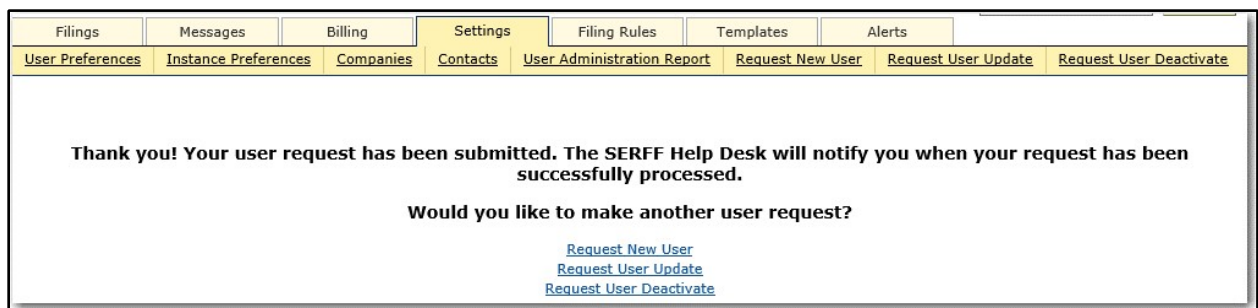 Filings Messages Billing Settings Filing Rules Templates Alerts
User Preferences Instance Preferences Companies Contacts User Administration Report Request New User Request User Update Request User Deactivate
Thank you! Your user request has been submitted. The SERFF Help Desk will notify you when your request has been
successfully processed.
Would you like to make another user request?
Request New User
Request User Update
Request User Deactivate